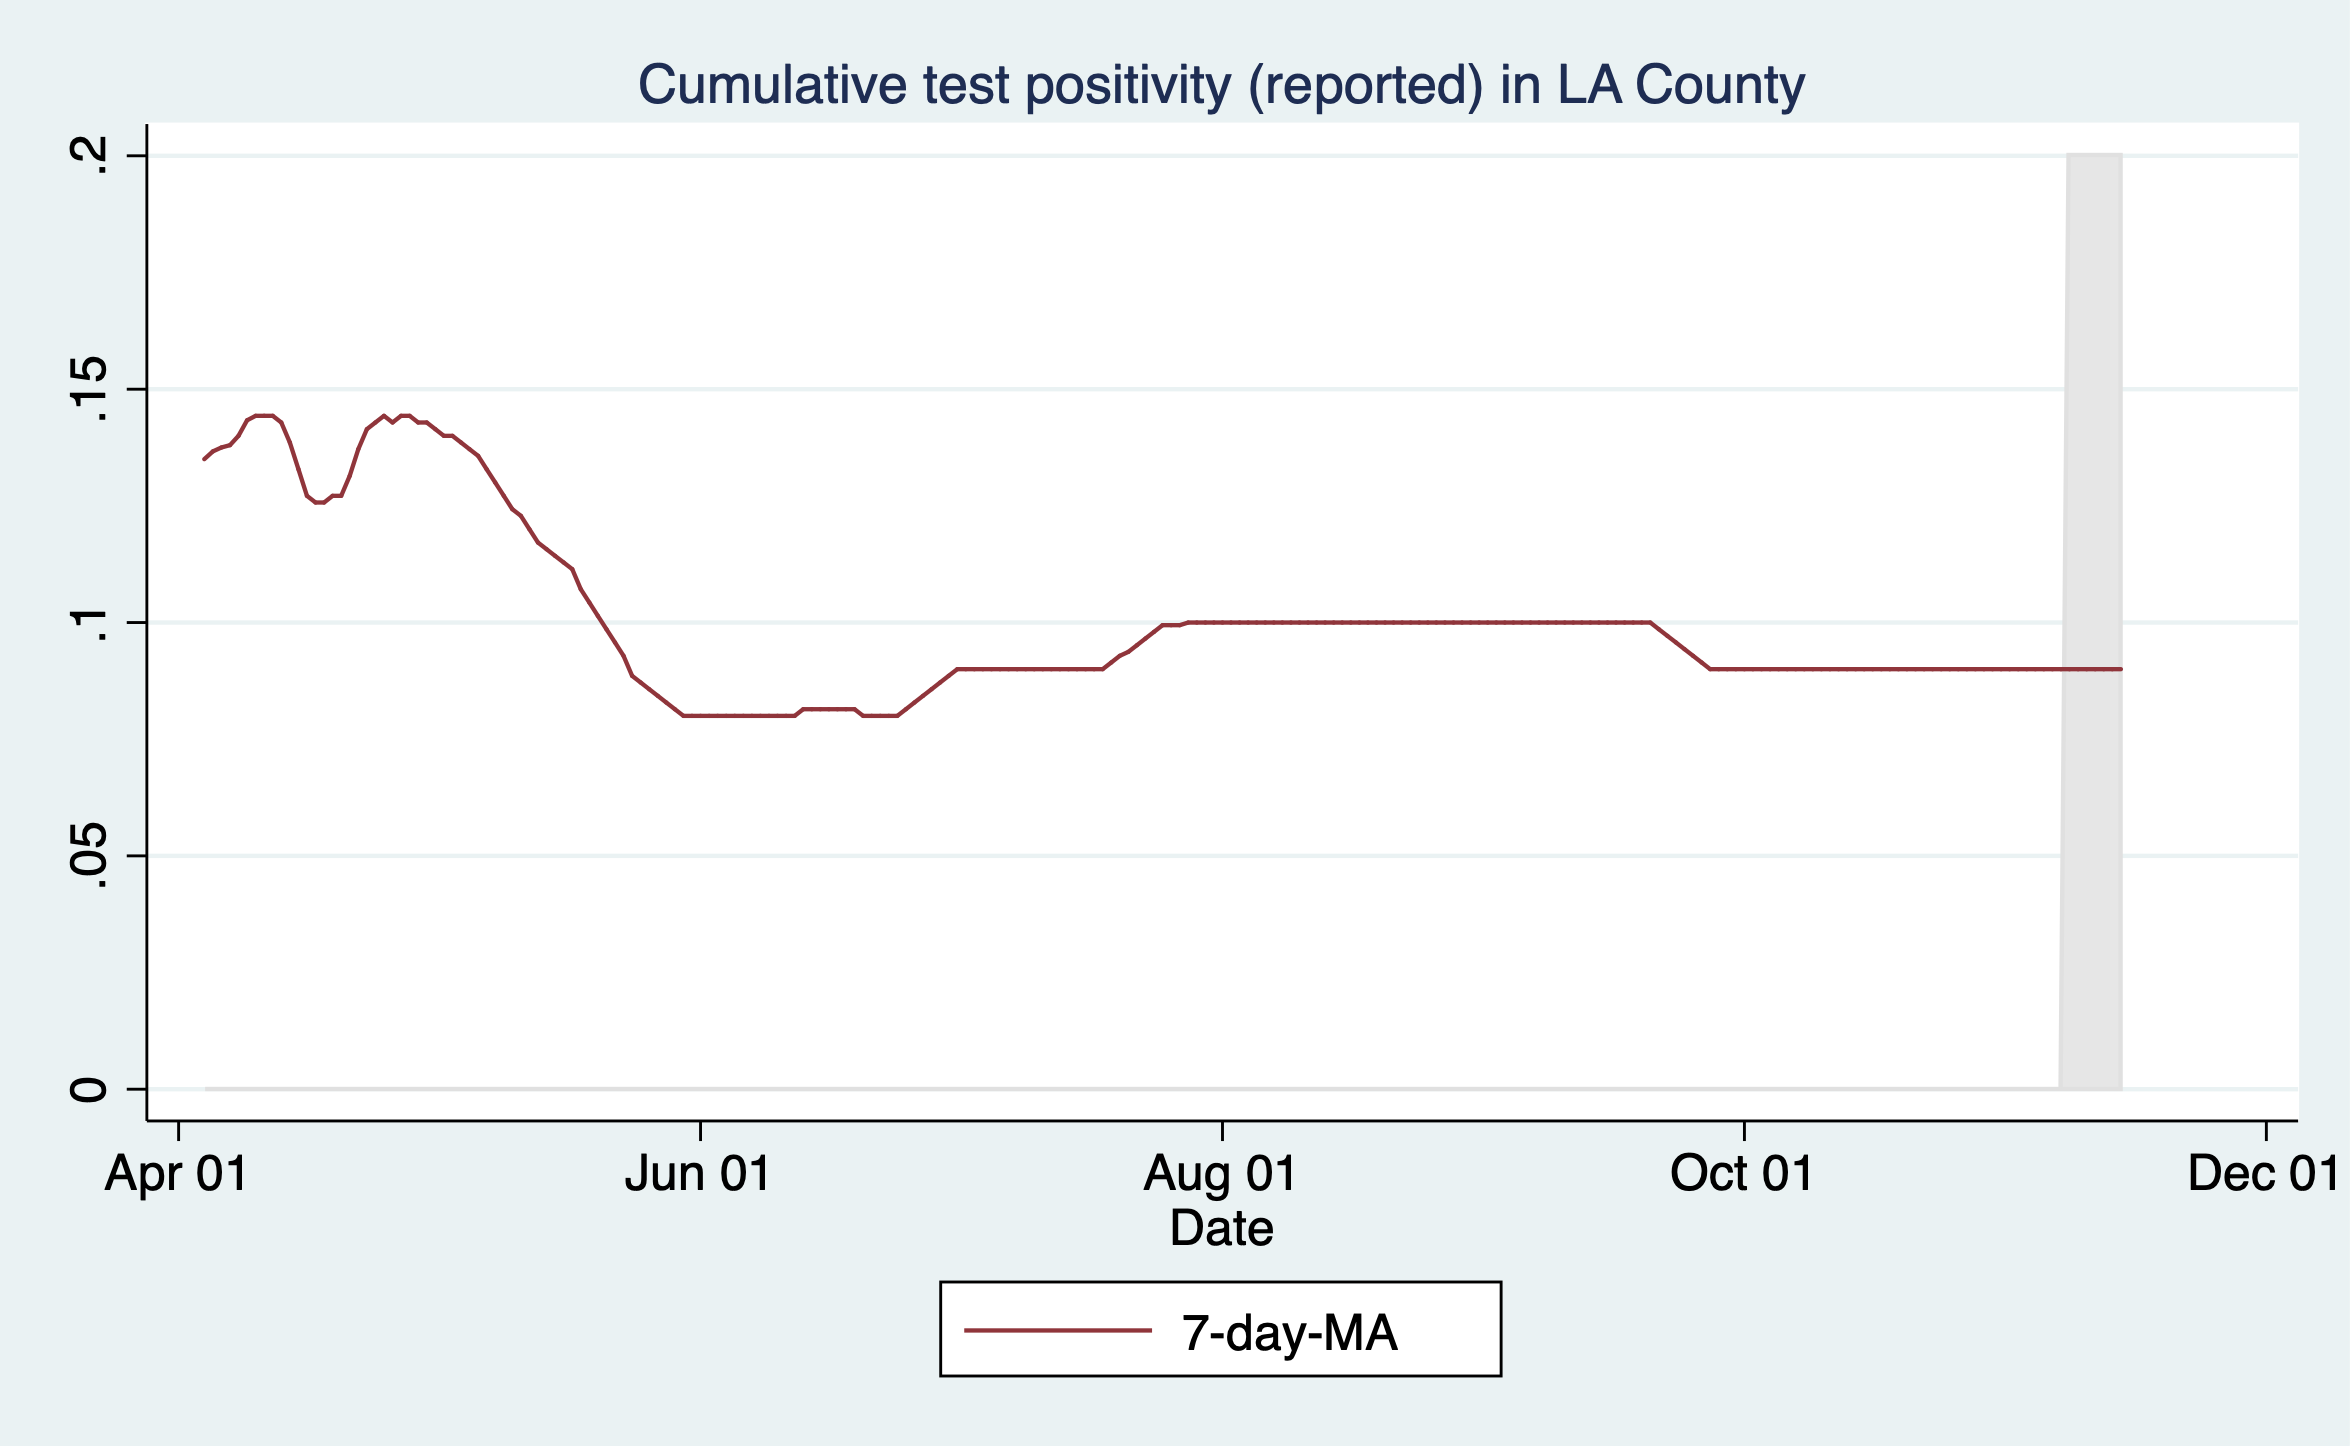 Cumulative test positivity (reported) in LA County
.2
.15
.1
.05
0
Apr 01
Jun 01
Aug 01
Oct 01
Dec 01
Date
7-day-MA